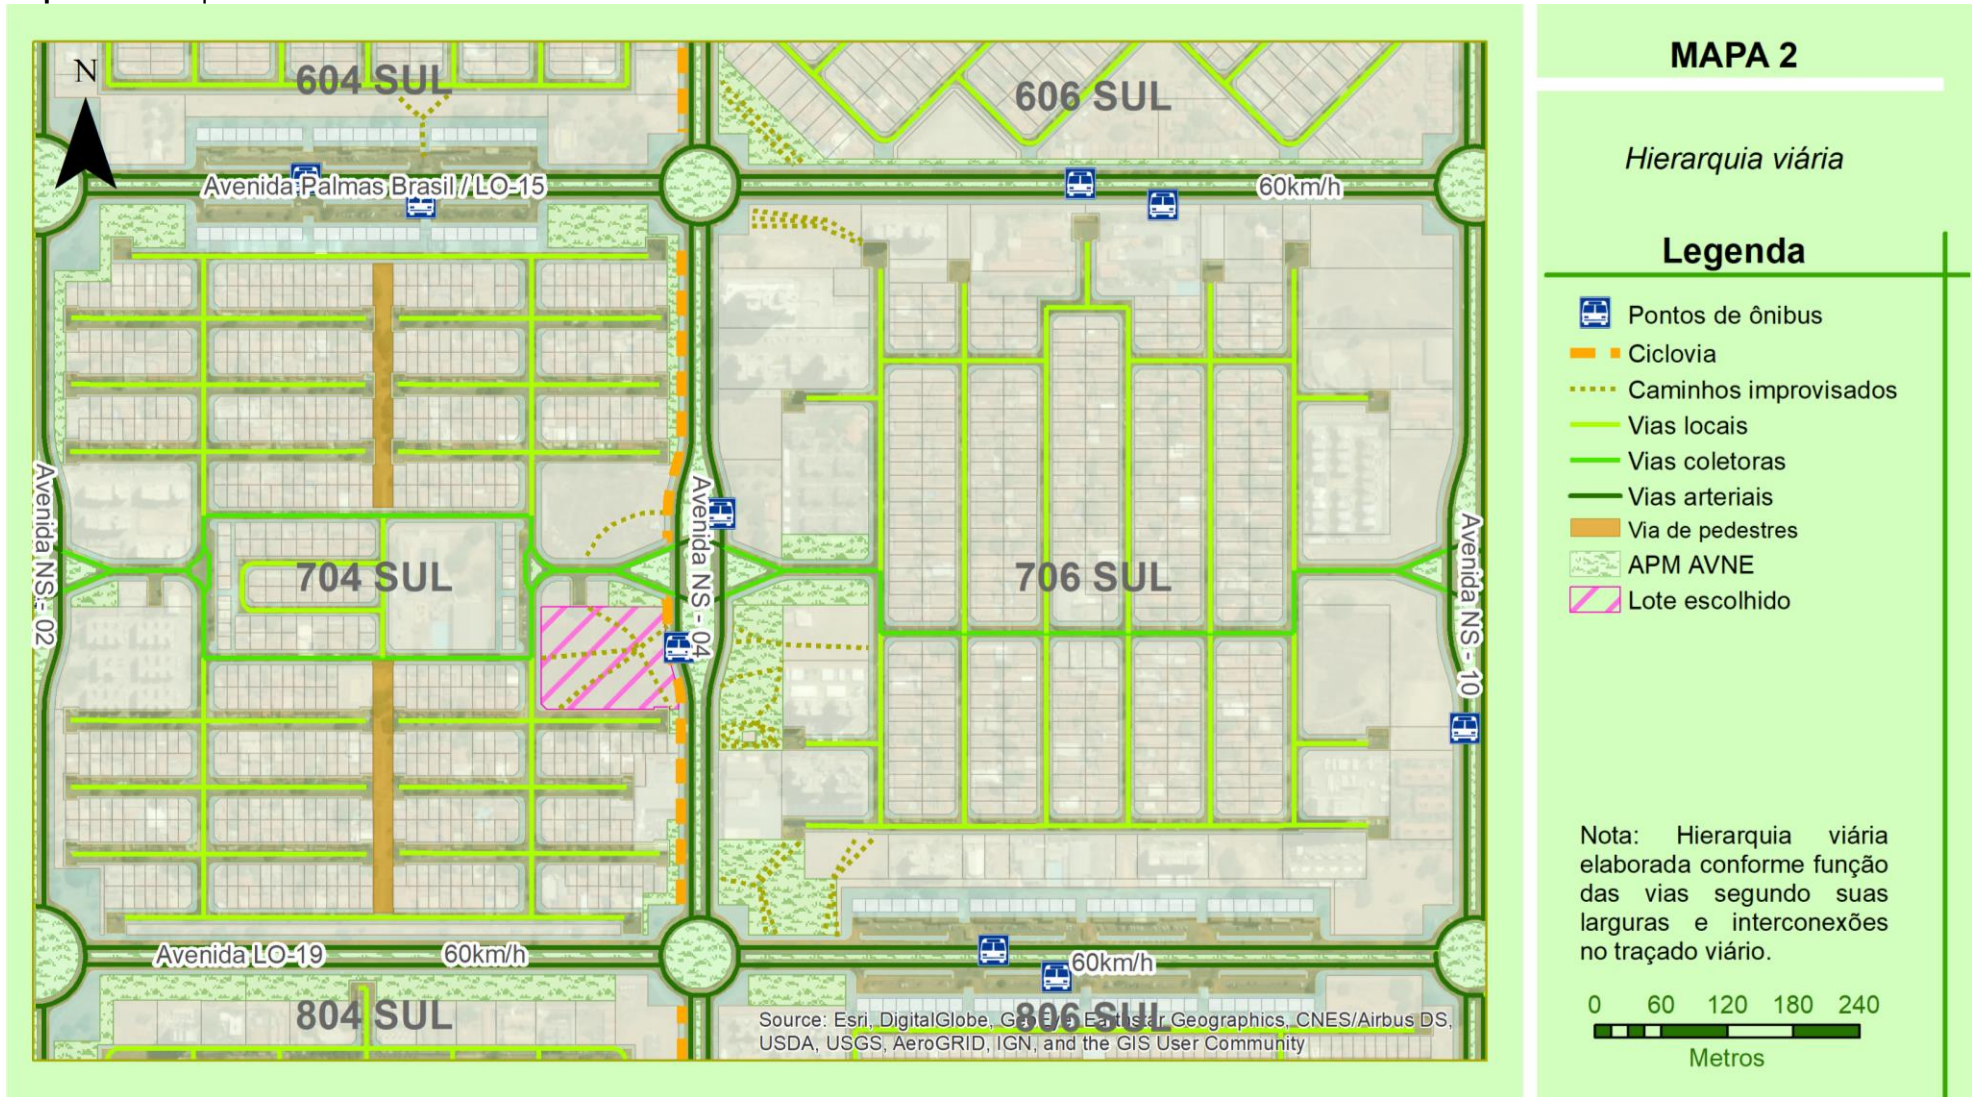 604 SUL
606 SUL
N
Avenida Palmas Brasil / LO-15
60km/h
Avenida NS - 02
704 SUL
Avenida NS - 04
706 SUL
Avenida NS - 10
Avenida LO-19
60km/h
60km/h
804 SUL
806 SUL
Source: Esri, DigitalGlobe, GeoEye, Earthstar Geographics, CNES/Airbus DS,
USDA, USGS, AeroGRID, IGN, and the GIS User Community
MAPA 2
Hierarquia viária
Legenda
Pontos de ônibus
Ciclovia
Caminhos improvisados
Vias locais
Vias coletoras
Vias arteriais
Via de pedestres
APM AVNE
Lote escolhido
Nota: Hierarquia viária
elaborada conforme função
das vias segundo suas
larguras e interconexões
no traçado viário.
0 60 120 180 240
Metros